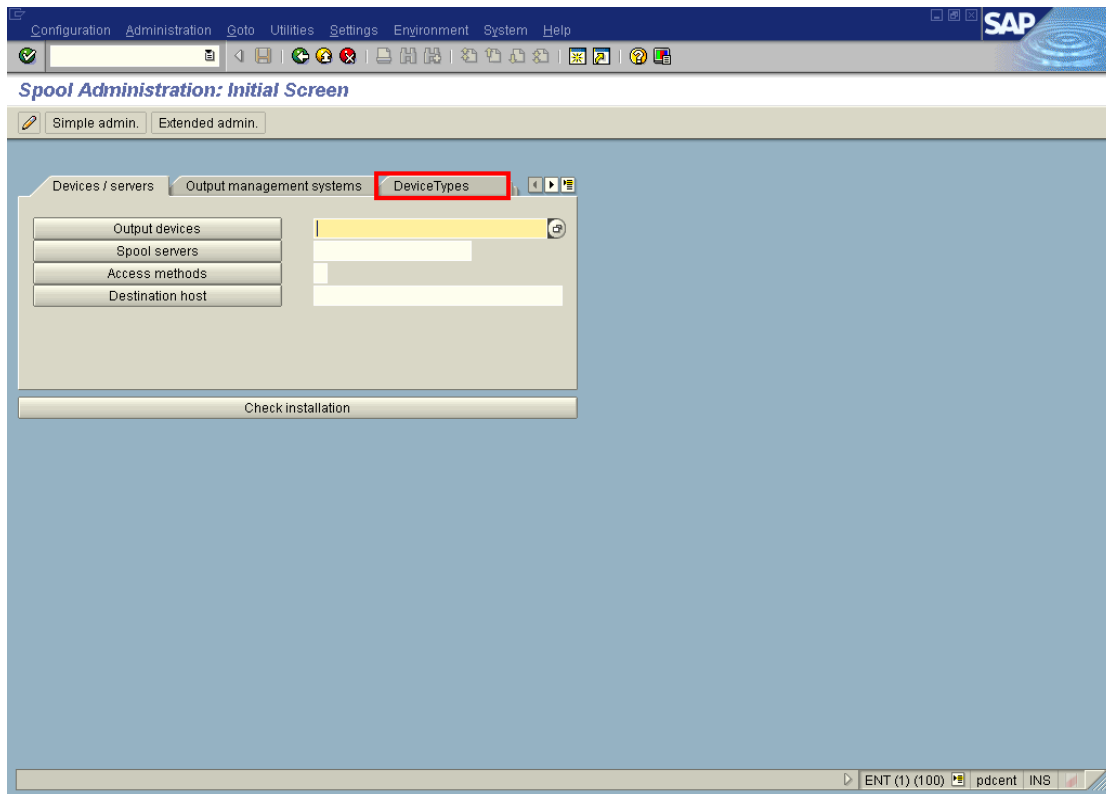 Configuration Administration Goto Utilities Settings Environment System Help
SAP
Spool Administration: Initial Screen
Simple admin. Extended admin.
Devices / servers Output management systems DeviceTypes
Output devices
Spool servers
Access methods
Destination host
Check installation
ENT (1) (100) pdcent INS